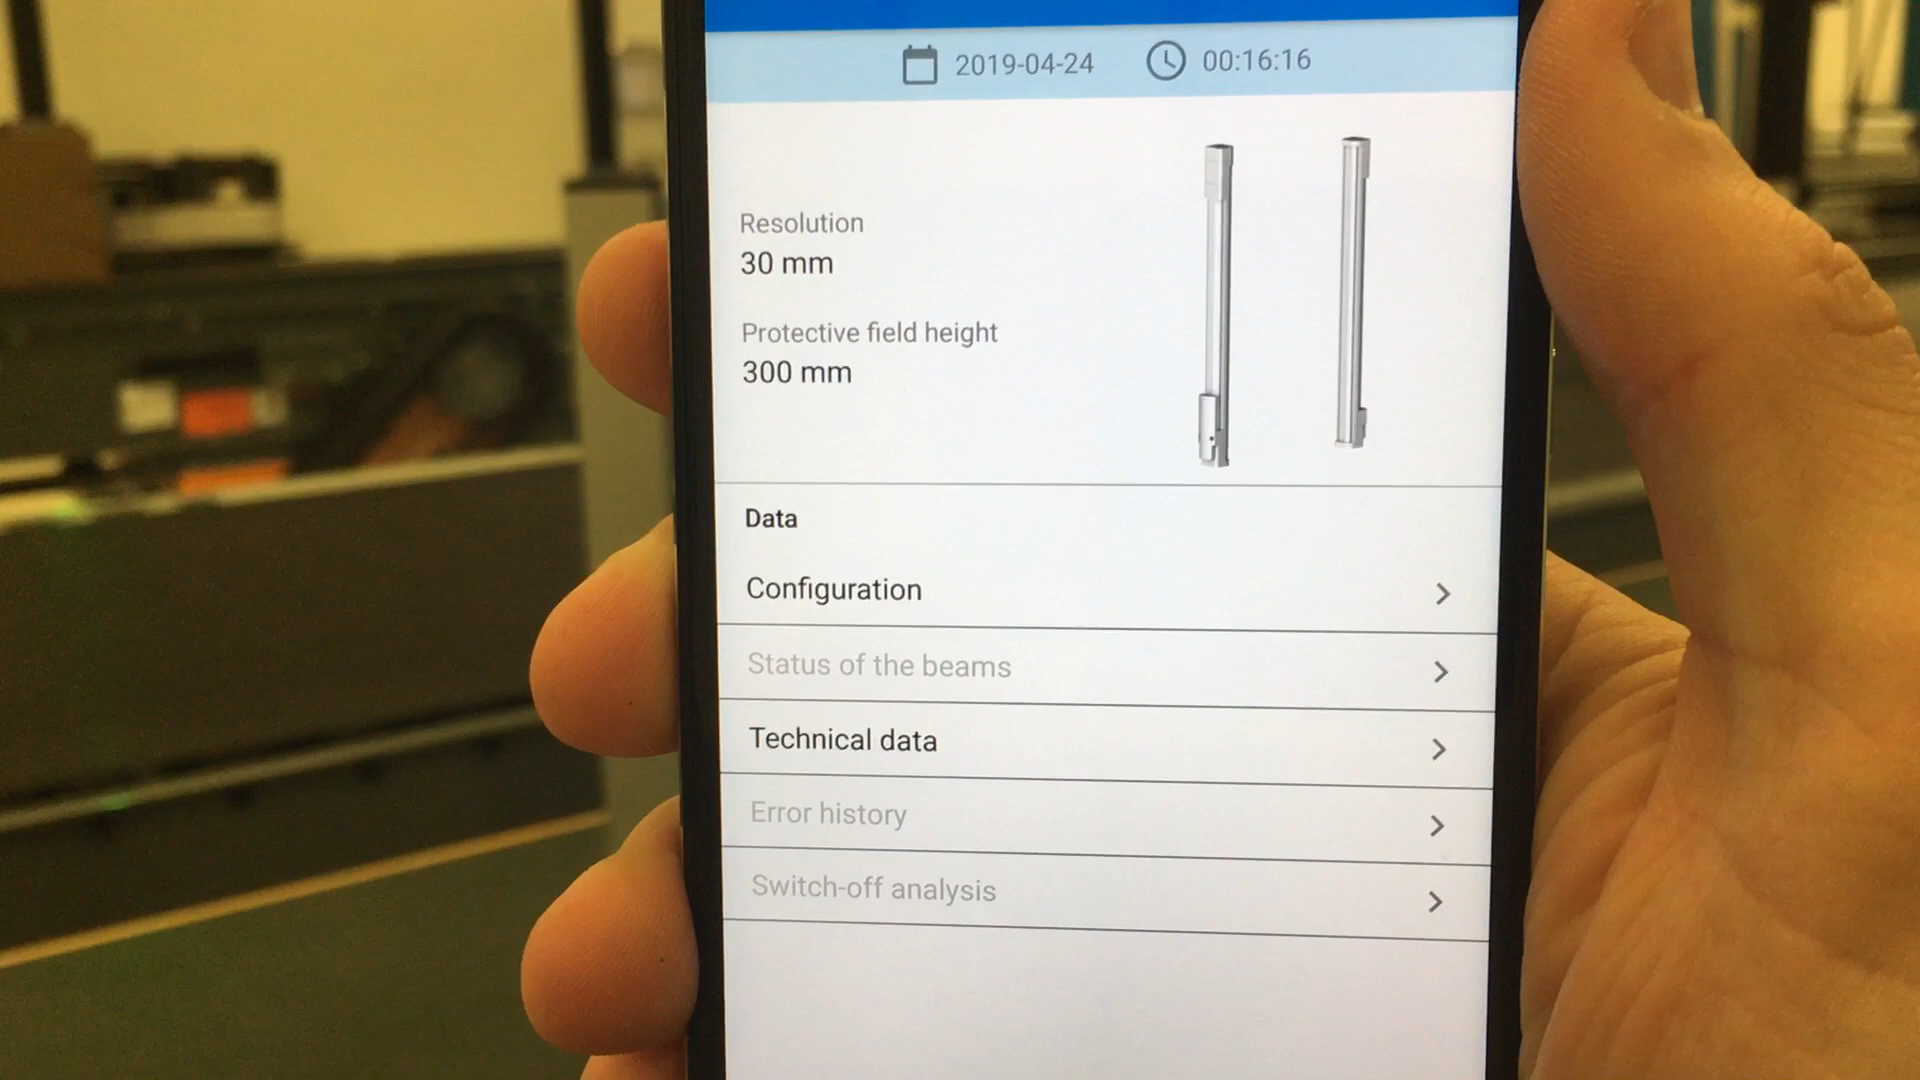 2019-04-24 00:16:16
Resolution
30 mm
Protective field height
300 mm
Data
Configuration
Status of the beams
Technical data
Error history
Switch-off analysis